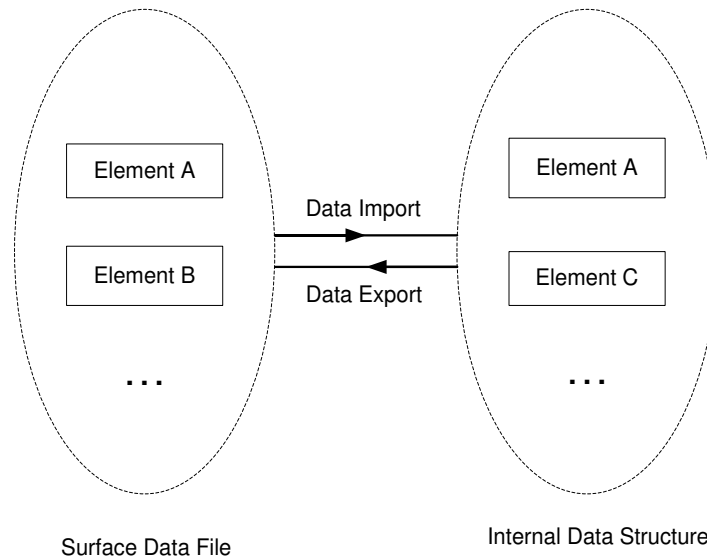 Element A
Element B
...
Data Import
Data Export
Element A
Element C
...
Surface Data File
Internal Data Structure